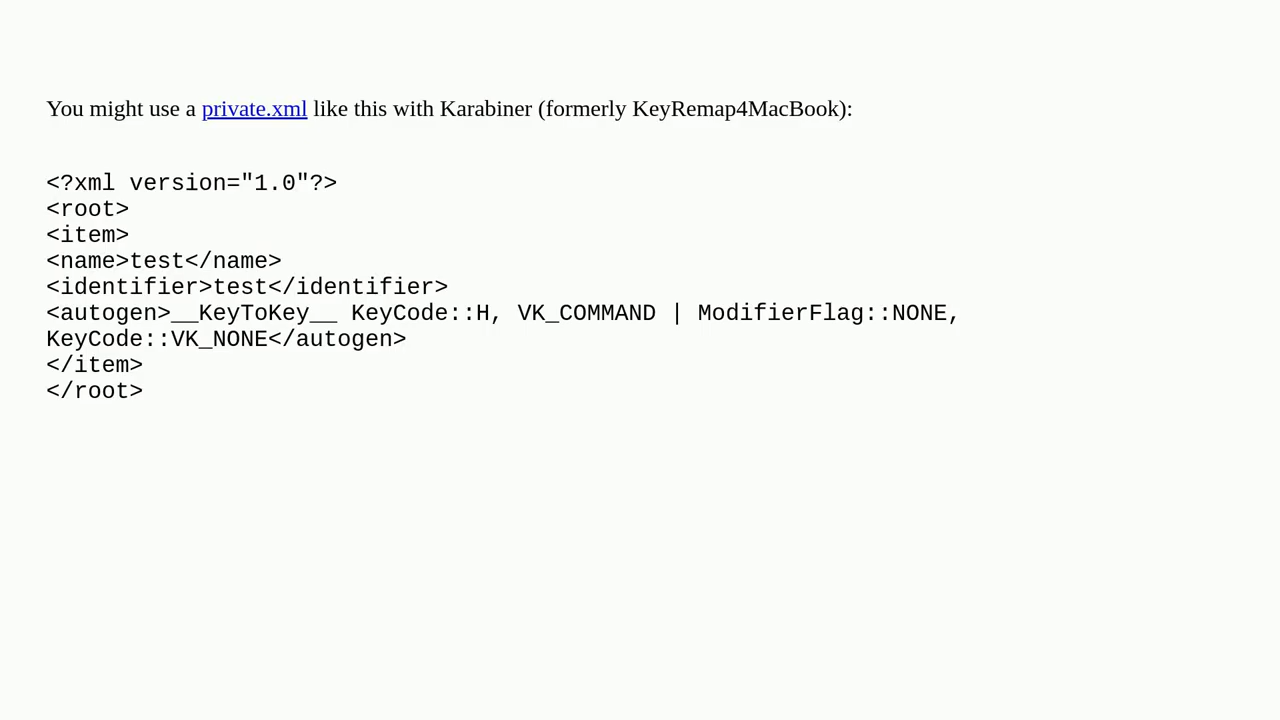 You might use a private.xml like this with Karabiner (formerly KeyRemap4MacBook):
<?xml version="1.0"?>
<root>
<item>
<name>test</name>
<identifier>test</identifier>
<autogen>__KeyToKey__ KeyCode::H, VK_COMMAND | ModifierFlag::NONE,
KeyCode::VK_NONE</autogen>
</item>
</root>